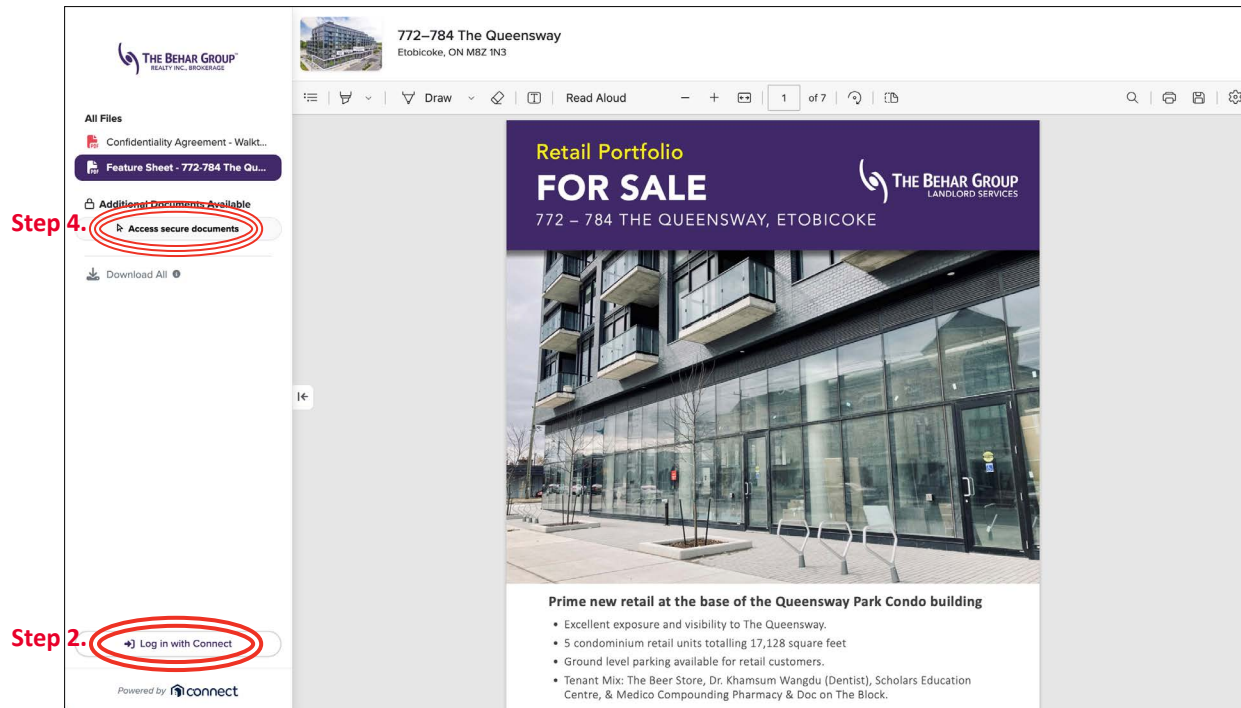 THE BEHAR GROUP™
REALTY INC., BROKERAGE
772–784 The Queensway
Etobicoke, ON M8Z 1N3
Draw
Read Aloud
1 of 7
All Files
PDF Confidentiality Agreement - Walkt...
PDF Feature Sheet - 772-784 The Qu...
Additional Documents Available
Step 4. Access secure documents
Download All
Retail Portfolio
FOR SALE
772 – 784 THE QUEENSWAY, ETOBICOKE
THE BEHAR GROUP
LANDLORD SERVICES
Prime new retail at the base of the Queensway Park Condo building
• Excellent exposure and visibility to The Queensway.
• 5 condominium retail units totalling 17,128 square feet
• Ground level parking available for retail customers.
• Tenant Mix: The Beer Store, Dr. Khamsum Wangdu (Dentist), Scholars Education
Centre, & Medico Compounding Pharmacy & Doc on The Block.
Step 2. Log in with Connect
Powered by connect